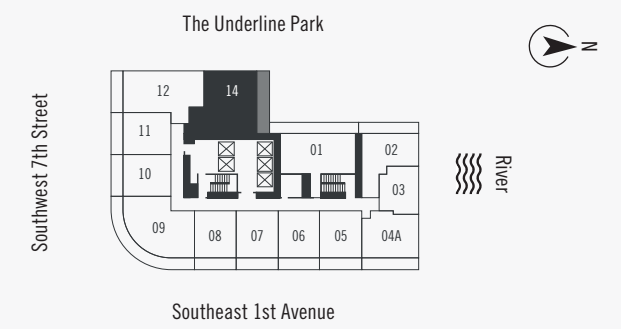 The Underline Park
N
Southwest 7th Street
12
14
11
01
02
10
03
09
08
07
06
05
04A
River
Southeast 1st Avenue